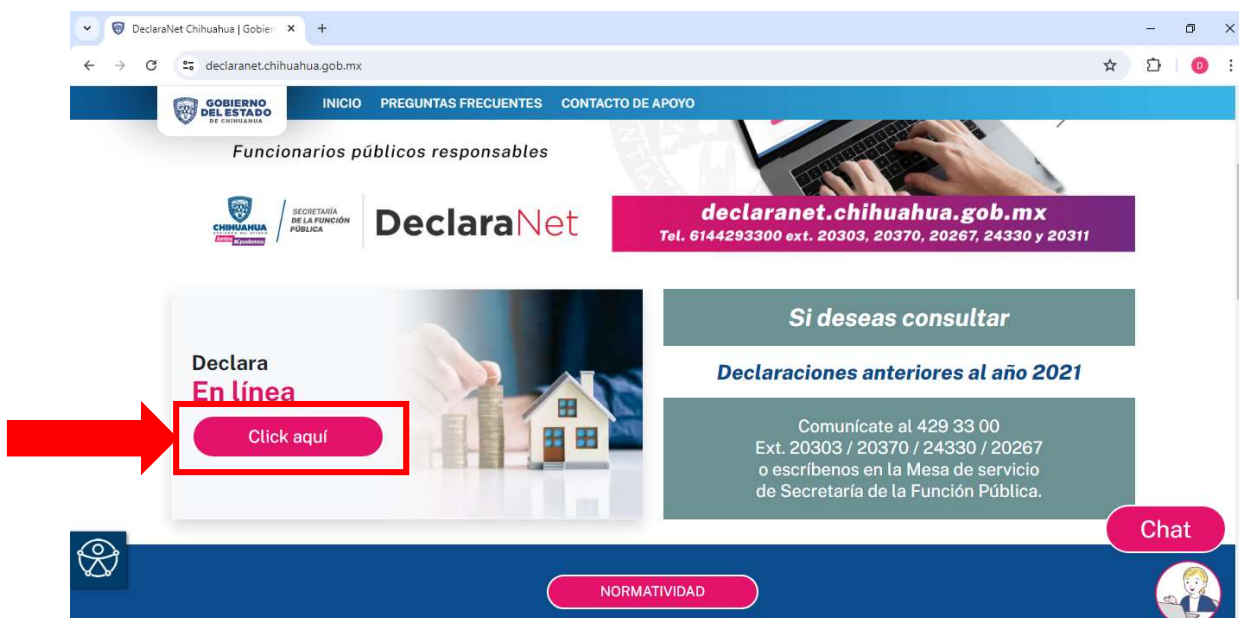 DeclaraNet Chihuahua | Gobier
declaranet.chihuahua.gob.mx
D
GOBIERNO
DEL ESTADO
DE CHIHUAHUA
INICIO PREGUNTAS FRECUENTES CONTACTO DE APOYO
Funcionarios públicos responsables
CHIHUAHUA
Juntos Sí podemos
SECRETARÍA
DE LA FUNCIÓN
PÚBLICA
DeclaraNet
declaranet.chihuahua.gob.mx
Tel. 6144293300 ext. 20303, 20370, 20267, 24330 y 20311
Declara
En línea
Click aquí
Si deseas consultar
Declaraciones anteriores al año 2021
Comunícate al 429 33 00
Ext. 20303 / 20370 / 24330 / 20267
o escríbenos en la Mesa de servicio
de Secretaría de la Función Pública.
Chat
NORMATIVIDAD